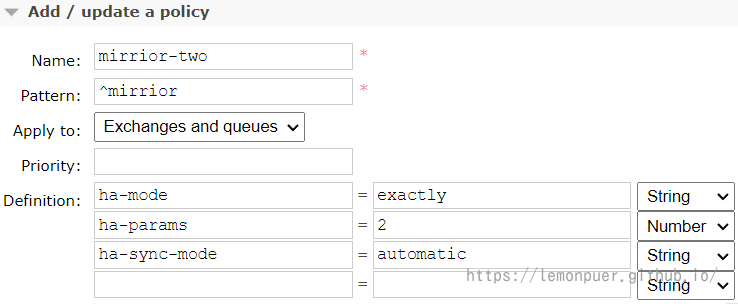 Add / update a policy
Name: mirrior-two *
Pattern: ^mirrior *
Apply to: Exchanges and queues
Priority:
Definition: ha-mode = exactly String
ha-params = 2 Number
ha-sync-mode = automatic String
https://lemonpuer.github.io/
= String